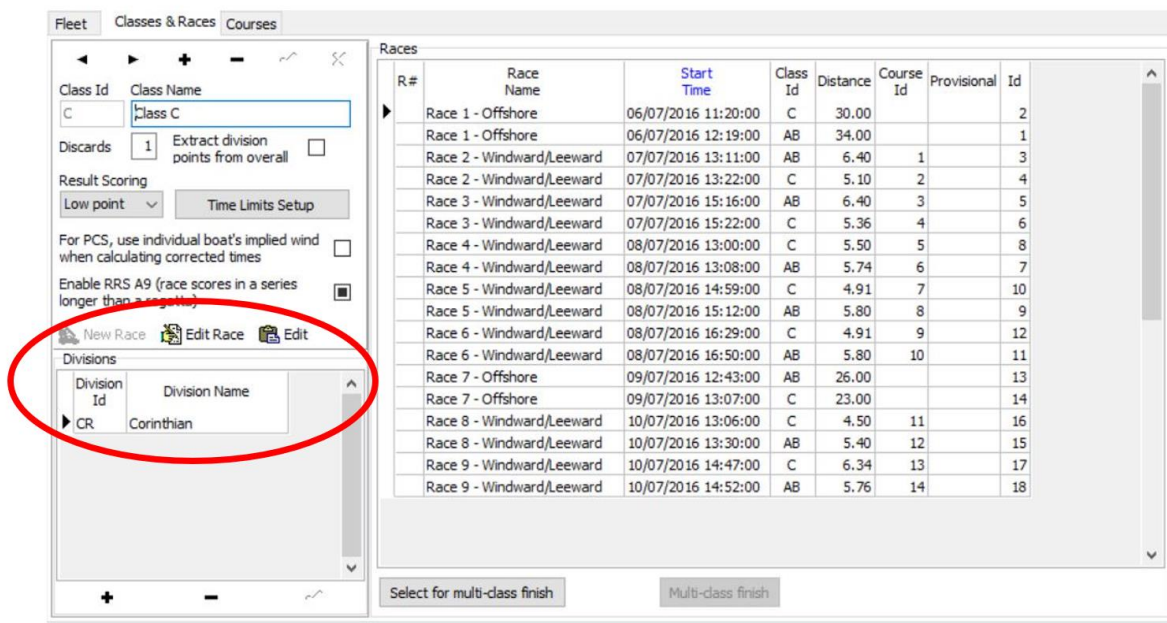 Fleet Classes & Races Courses
Class Id Class Name
C Class C
Discards 1 Extract division
points from overall
Result Scoring
Low point Time Limits Setup
For PCS, use individual boat's implied wind
when calculating corrected times
Enable RRS A9 (race scores in a series
longer than a regatta)
New Race Edit Race Edit
Divisions
Division
Id Division Name
CR Corinthian
Races
R# Race
Name Start
Time Class
Id Distance Course
Id Provisional Id
Race 1 - Offshore 06/07/2016 11:20:00 C 30.00 2
Race 1 - Offshore 06/07/2016 12:19:00 AB 34.00 1
Race 2 - Windward/Leeward 07/07/2016 13:11:00 AB 6.40 1 3
Race 2 - Windward/Leeward 07/07/2016 13:22:00 C 5.10 2 4
Race 3 - Windward/Leeward 07/07/2016 15:16:00 AB 6.40 3 5
Race 3 - Windward/Leeward 07/07/2016 15:22:00 C 5.36 4 6
Race 4 - Windward/Leeward 08/07/2016 13:00:00 C 5.50 5 8
Race 4 - Windward/Leeward 08/07/2016 13:08:00 AB 5.74 6 7
Race 5 - Windward/Leeward 08/07/2016 14:59:00 C 4.91 7 10
Race 5 - Windward/Leeward 08/07/2016 15:12:00 AB 5.80 8 9
Race 6 - Windward/Leeward 08/07/2016 16:29:00 C 4.91 9 12
Race 6 - Windward/Leeward 08/07/2016 16:50:00 AB 5.80 10 11
Race 7 - Offshore 09/07/2016 12:43:00 AB 26.00 13
Race 7 - Offshore 09/07/2016 13:07:00 C 23.00 14
Race 8 - Windward/Leeward 10/07/2016 13:06:00 C 4.50 11 16
Race 8 - Windward/Leeward 10/07/2016 13:30:00 AB 5.40 12 15
Race 9 - Windward/Leeward 10/07/2016 14:47:00 C 6.34 13 17
Race 9 - Windward/Leeward 10/07/2016 14:52:00 AB 5.76 14 18
Select for multi-class finish Multi-class finish